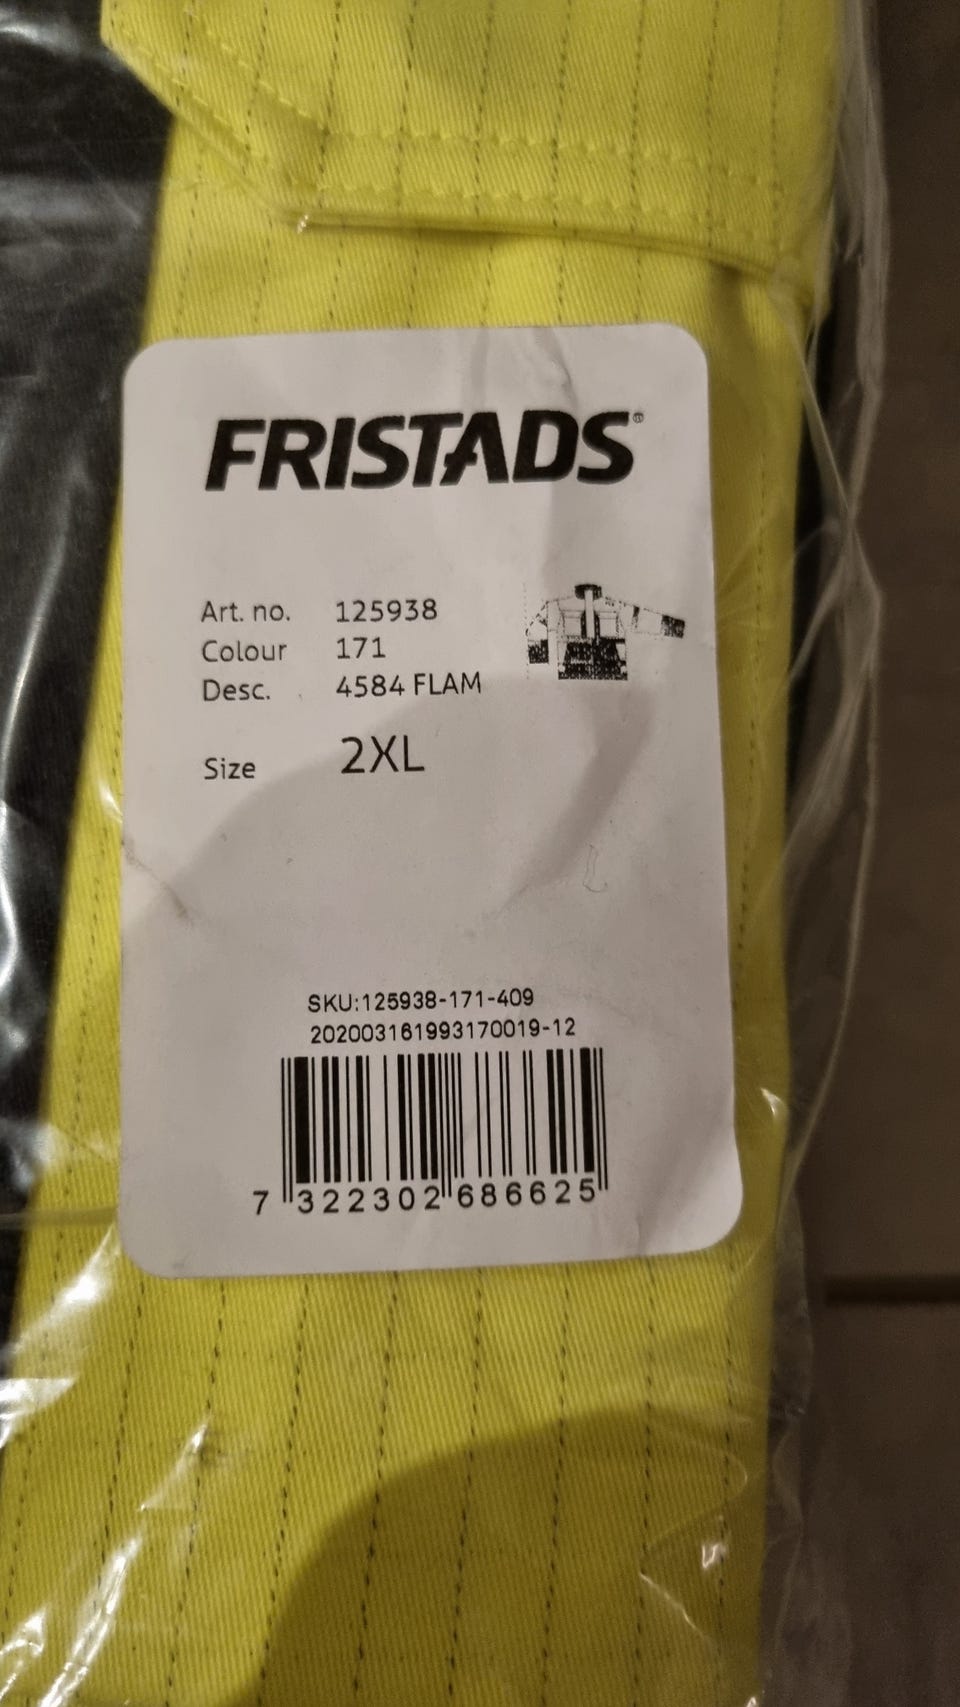 FRISTADS®
Art. no. 125938
Colour 171
Desc. 4584 FLAM
Size 2XL
SKU:125938-171-409
202003161993170019-12
7 322302 686625